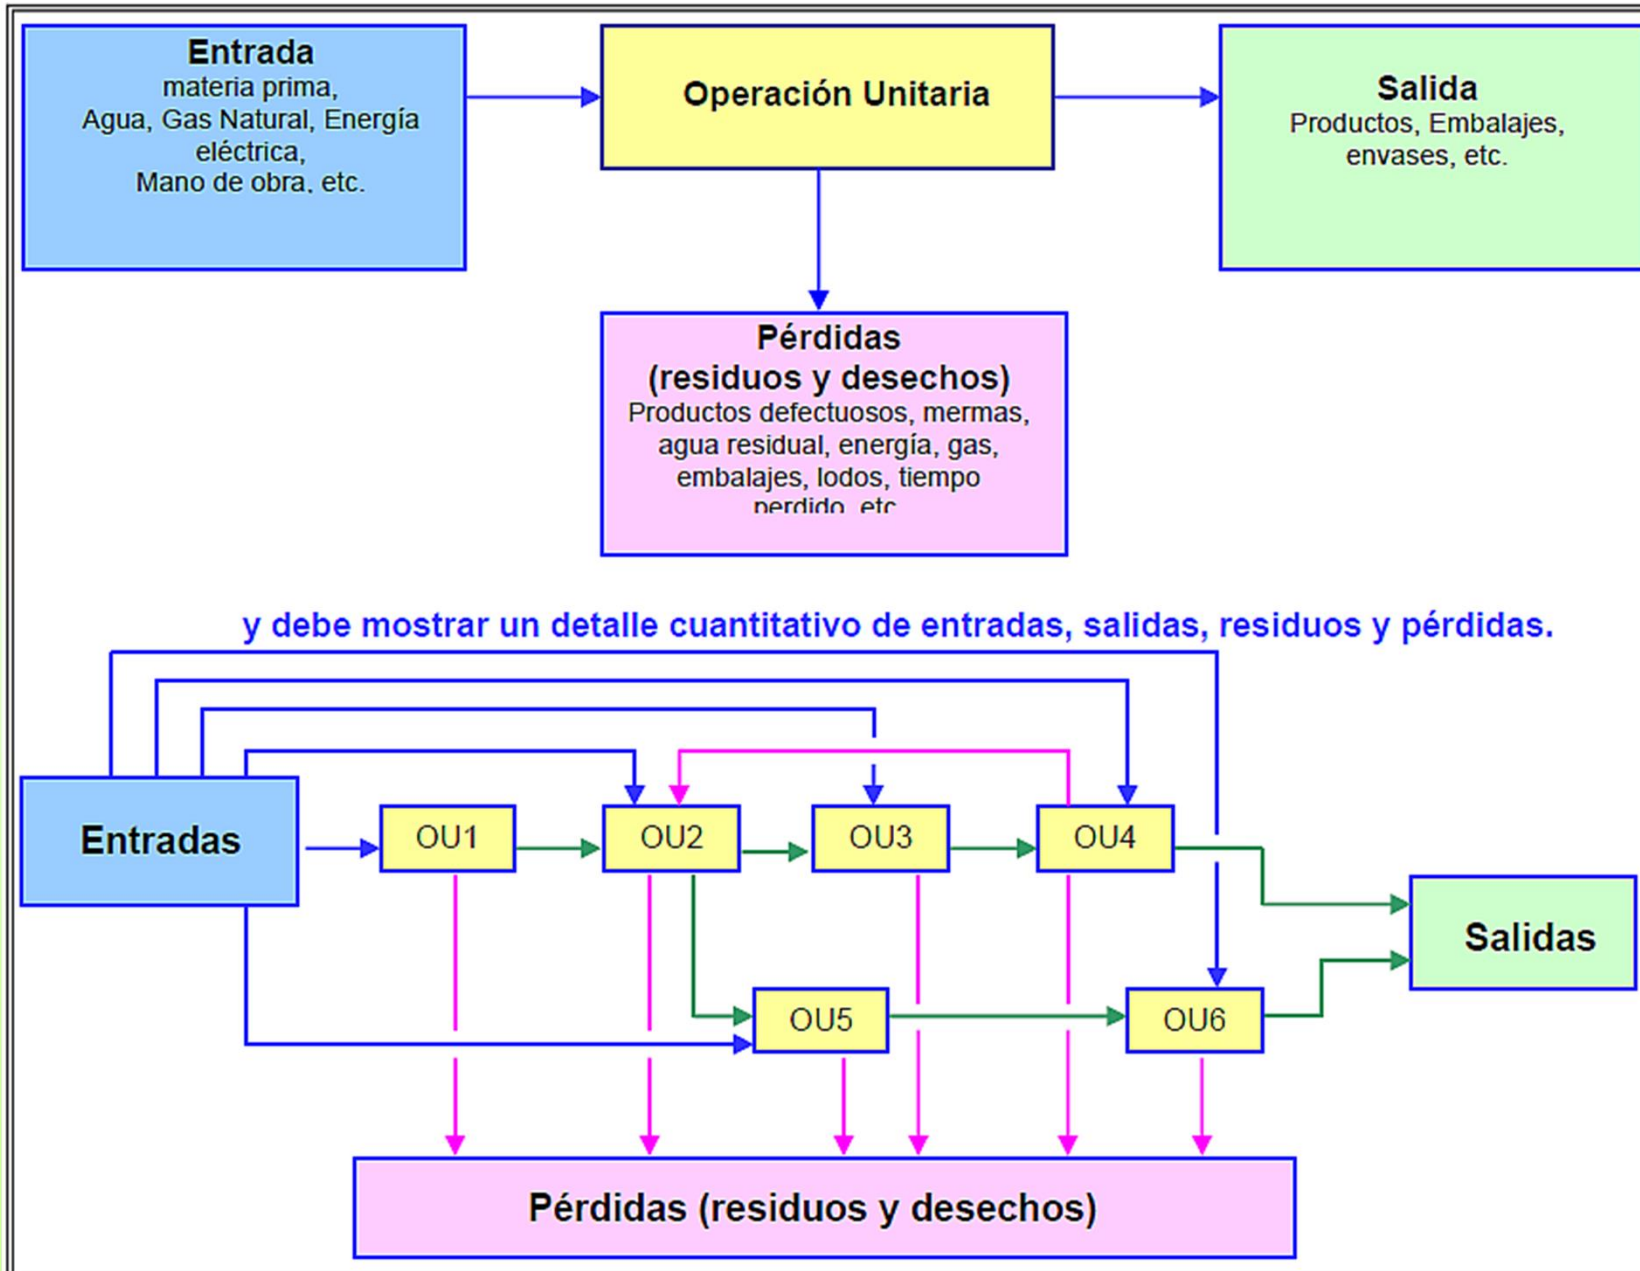 Entrada
materia prima,
Agua, Gas Natural, Energía
eléctrica,
Mano de obra, etc.
Operación Unitaria
Salida
Productos, Embalajes,
envases, etc.
Pérdidas
(residuos y desechos)
Productos defectuosos, mermas,
agua residual, energía, gas,
embalajes, lodos, tiempo
perdido, etc
y debe mostrar un detalle cuantitativo de entradas, salidas, residuos y pérdidas.
Entradas
OU1
OU2
OU3
OU4
Salidas
OU5
OU6
Pérdidas (residuos y desechos)